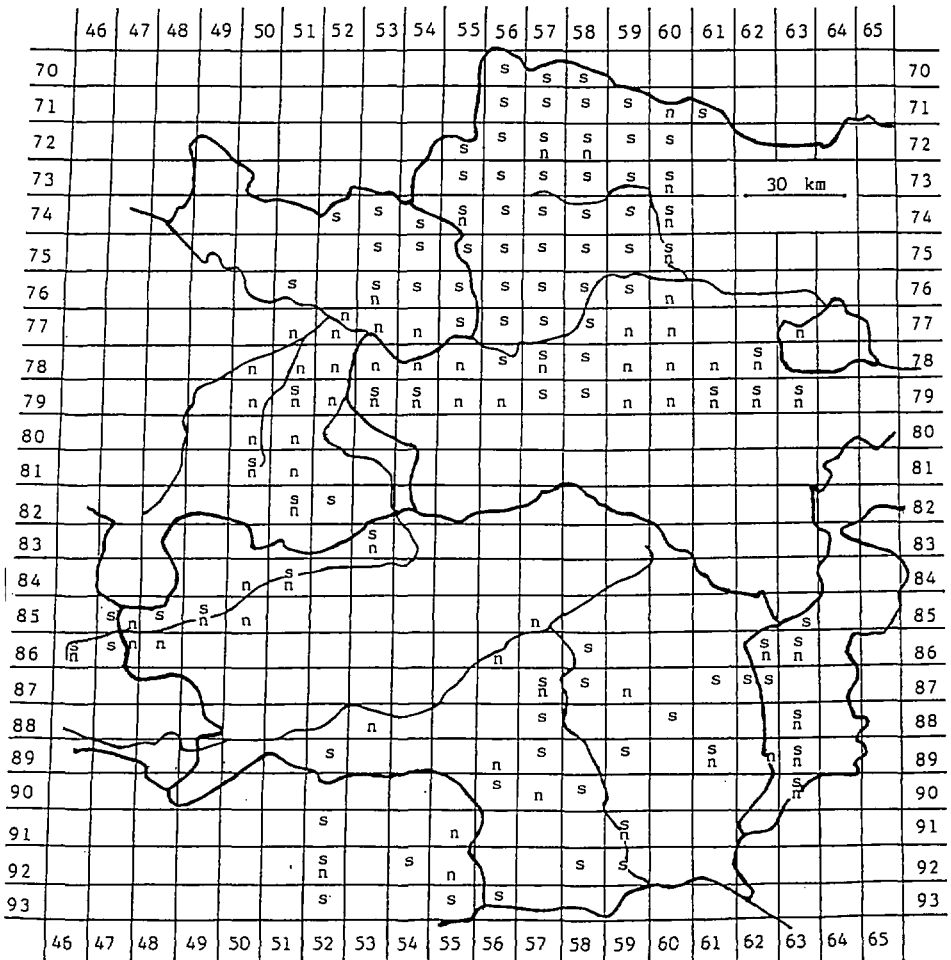 46 47 48 49 50 51 52 53 54 55 56 57 58 59 60 61 62 63 64 65
70 s s s 70
71 s s s s n s 71
72 s s s s s s 72
n n
73 s s s s s s 73
n
30 km
74 s s s s s s s s s 74
n n
75 s s s s s s s s 75
n
76 s s s s s s s s n 76
n
n
77 n n n n s s s s n n n 77
78 n n n n n n s s s n n n s 78
n n
79 n s n s s n n s s n n s s s 79
n n n n n n
80 n n 80
81 s n 81
n
82 s s 82
n
83 s 83
n
84 n s 84
n
85 s n s s n n s 85
n
86 s s n n n s s s 86
n n n
87 s s n s s s 87
n
88 n s s s 88
n
89 s n s s s n s 89
n n
90 s n s s 90
n
91 s n s 91
n
92 s s n s s 92
n
93 s s s 93
46 47 48 49 50 51 52 53 54 55 56 57 58 59 60 61 62 63 64 65